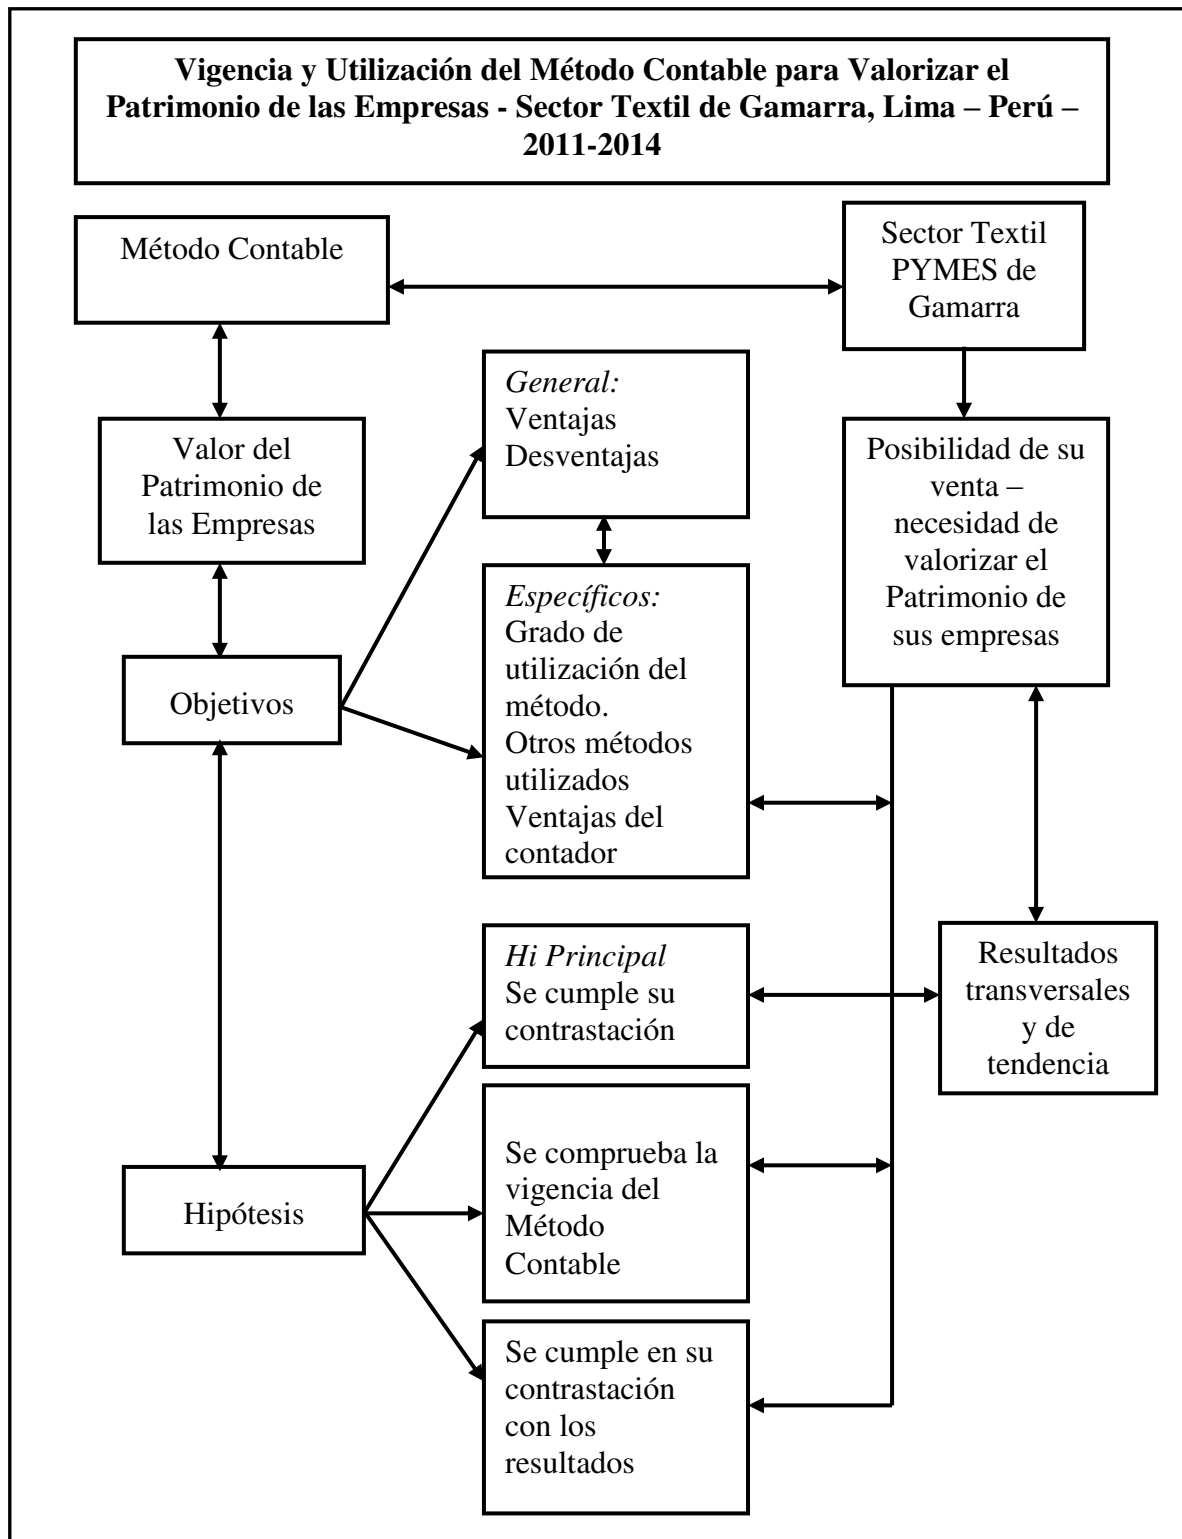 Vigencia y Utilización del Método Contable para Valorizar el
Patrimonio de las Empresas - Sector Textil de Gamarra, Lima – Perú –
2011-2014
Método Contable
Sector Textil
PYMES de
Gamarra
General:
Ventajas
Desventajas
Valor del
Patrimonio de
las Empresas
Posibilidad de su
venta –
necesidad de
valorizar el
Patrimonio de
sus empresas
Específicos:
Grado de
utilización del
método.
Otros métodos
utilizados
Ventajas del
contador
Objetivos
Hi Principal
Se cumple su
contrastación
Resultados
transversales
y de
tendencia
Se comprueba la
vigencia del
Método
Contable
Hipótesis
Se cumple en su
contrastación
con los
resultados